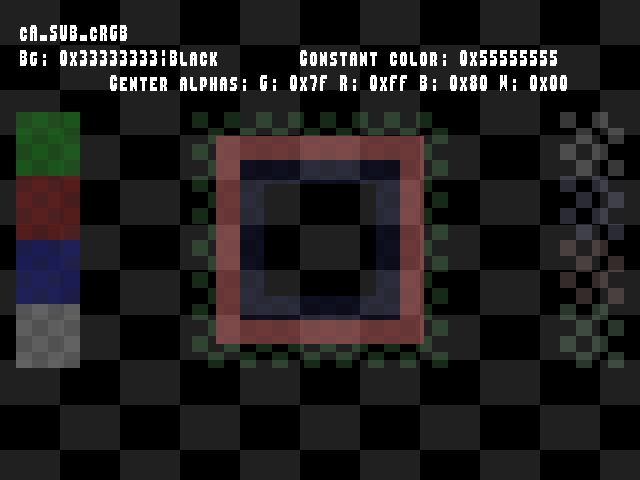 cA_SUB_cRGB
Bg: 0x33333333¦Black Constant color: 0x55555555
Center alphas: G: 0x7f R: 0xff B: 0x80 W: 0x00